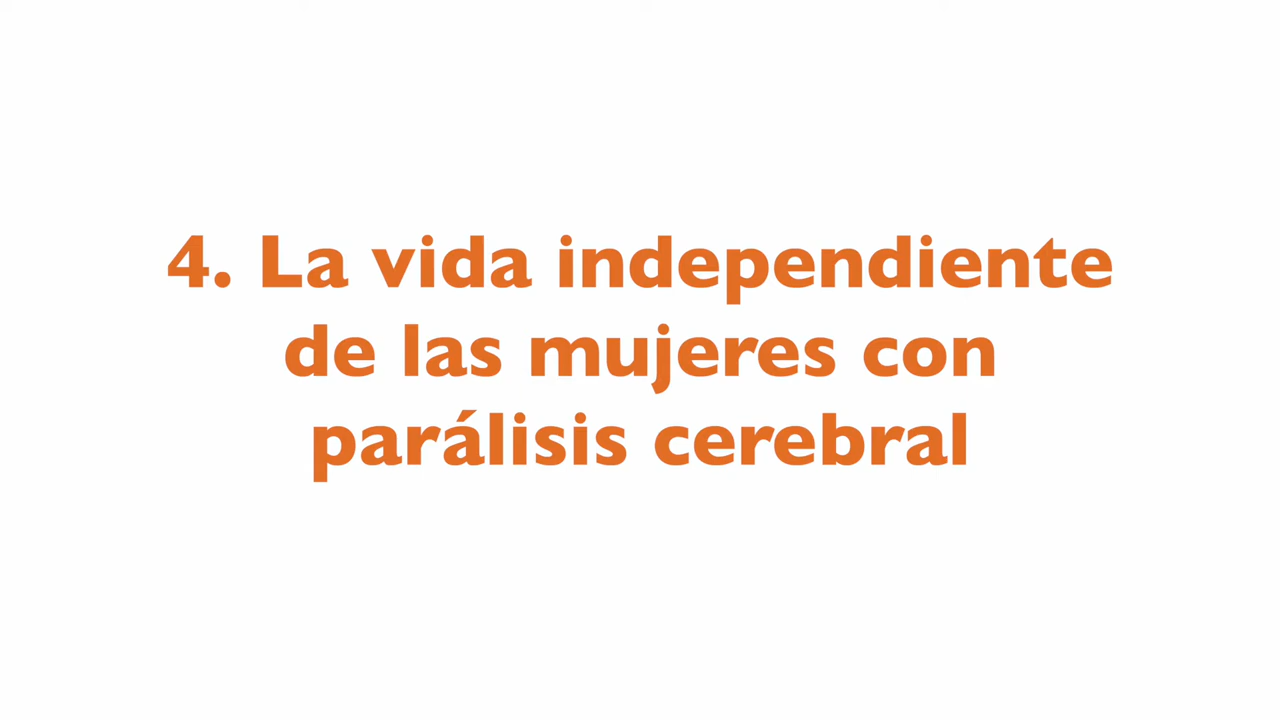 4. La vida independiente
de las mujeres con
parálisis cerebral